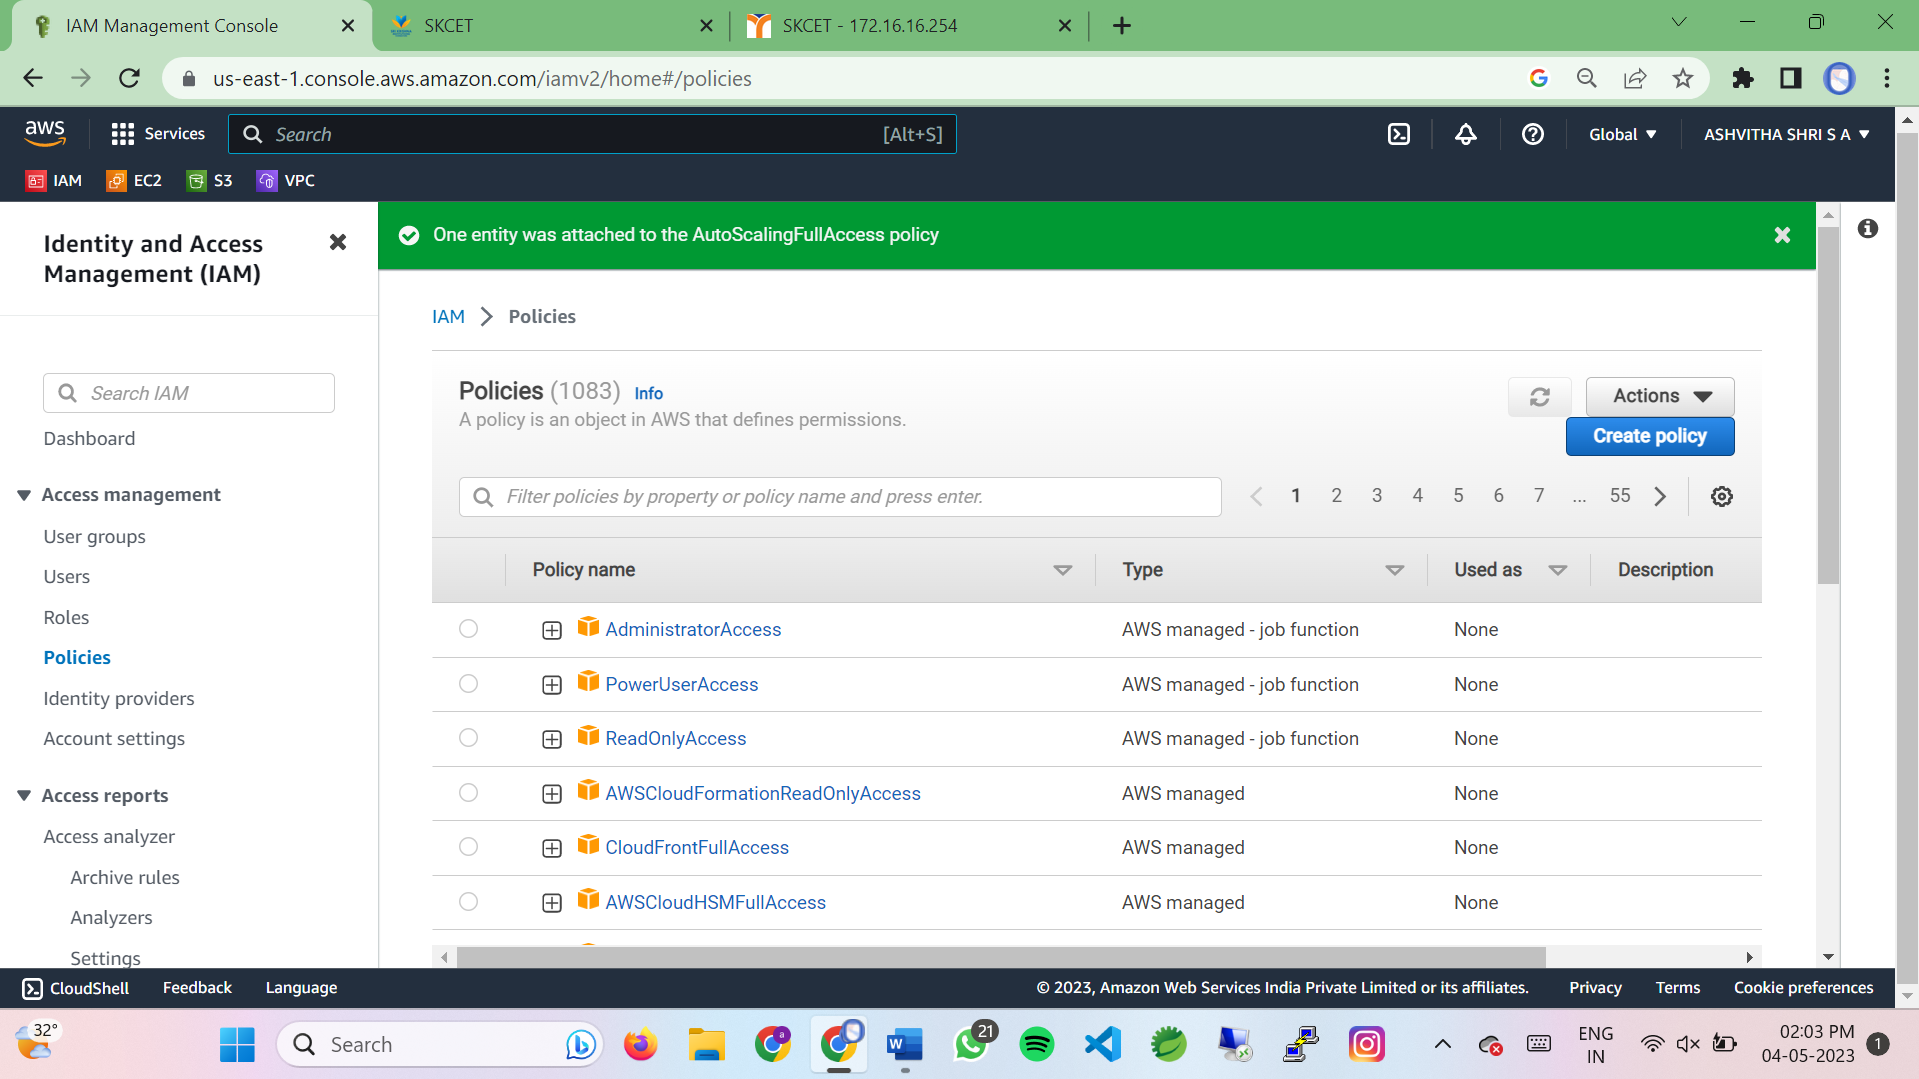 IAM Management Console
SKCET
SKCET - 172.16.16.254
us-east-1.console.aws.amazon.com/iamv2/home#/policies
aws
Services
Search
[Alt+S]
Global
ASHVITHA SHRI S A
IAM
EC2
S3
VPC
Identity and Access
Management (IAM)
Search IAM
Dashboard
Access management
User groups
Users
Roles
Policies
Identity providers
Account settings
Access reports
Access analyzer
Archive rules
Analyzers
Settings
One entity was attached to the AutoScalingFullAccess policy
IAM > Policies
Policies (1083) Info
A policy is an object in AWS that defines permissions.
Actions
Create policy
Filter policies by property or policy name and press enter.
1 2 3 4 5 6 7 ... 55
Policy name Type Used as Description
AdministratorAccess AWS managed - job function None
PowerUserAccess AWS managed - job function None
ReadOnlyAccess AWS managed - job function None
AWSCloudFormationReadOnlyAccess AWS managed None
CloudFrontFullAccess AWS managed None
AWSCloudHSMFullAccess AWS managed None
CloudShell Feedback Language
© 2023, Amazon Web Services India Private Limited or its affiliates. Privacy Terms Cookie preferences
32°
Search
a
W
21
ENG
IN
02:03 PM
04-05-2023
1